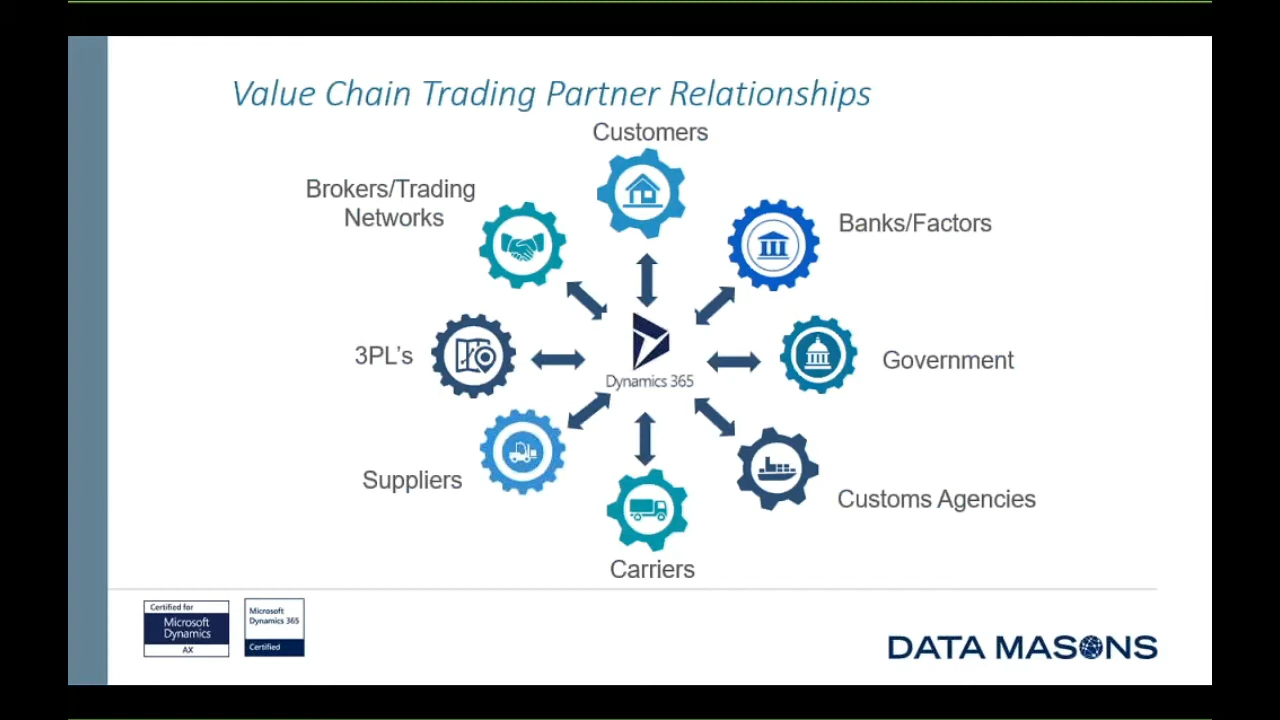 Value Chain Trading Partner Relationships
Customers
Brokers/Trading
Networks
Banks/Factors
3PL's
Dynamics 365
Government
Suppliers
Customs Agencies
Carriers
Certified for
Microsoft
Dynamics
AX
Microsoft
Dynamics 365
Certified
DATA MASONS